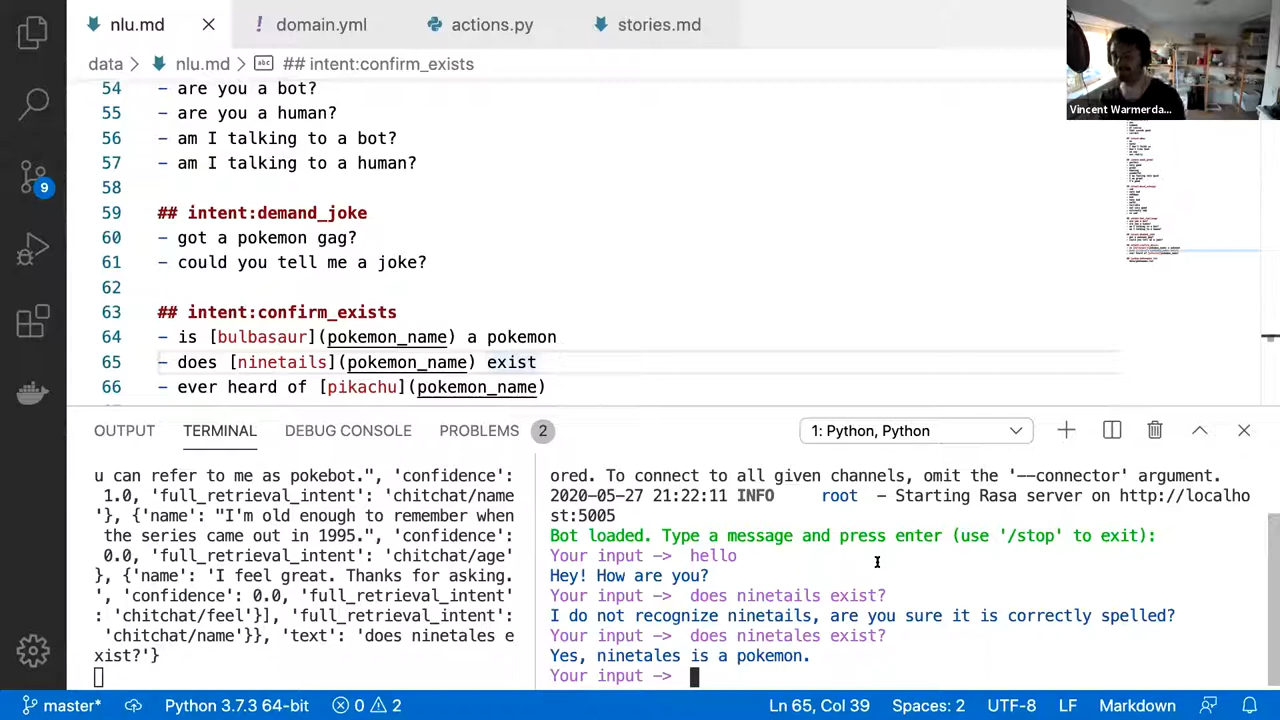 nlu.md
domain.yml
actions.py
stories.md
data > nlu.md > ## intent:confirm_exists
Vincent Warmerda...
54 - are you a bot?
55 - are you a human?
56 - am I talking to a bot?
57 - am I talking to a human?
58
59 ## intent:demand_joke
60 - got a pokemon gag?
61 - could you tell me a joke?
62
63 ## intent:confirm_exists
64 - is [bulbasaur](pokemon_name) a pokemon
65 - does [ninetails](pokemon_name) exist
66 - ever heard of [pikachu](pokemon_name)
OUTPUT TERMINAL DEBUG CONSOLE PROBLEMS 2
1: Python, Python
u can refer to me as pokebot.", 'confidence':
1.0, 'full_retrieval_intent': 'chitchat/name
'}, {'name': "I'm old enough to remember when
the series came out in 1995.", 'confidence':
0.0, 'full_retrieval_intent': 'chitchat/age'
}, {'name': 'I feel great. Thanks for asking.
', 'confidence': 0.0, 'full_retrieval_intent'
: 'chitchat/feel'}], 'full_retrieval_intent':
'chitchat/name'}}, 'text': 'does ninetales e
xist?'}
ored. To connect to all given channels, omit the '--connector' argument.
2020-05-27 21:22:11 INFO root - Starting Rasa server on http://localho
st:5005
Bot loaded. Type a message and press enter (use '/stop' to exit):
Your input -> hello
Hey! How are you?
Your input -> does ninetails exist?
I do not recognize ninetails, are you sure it is correctly spelled?
Your input -> does ninetales exist?
Yes, ninetales is a pokemon.
Your input ->
9
master* Python 3.7.3 64-bit 0 2 Ln 65, Col 39 Spaces: 2 UTF-8 LF Markdown